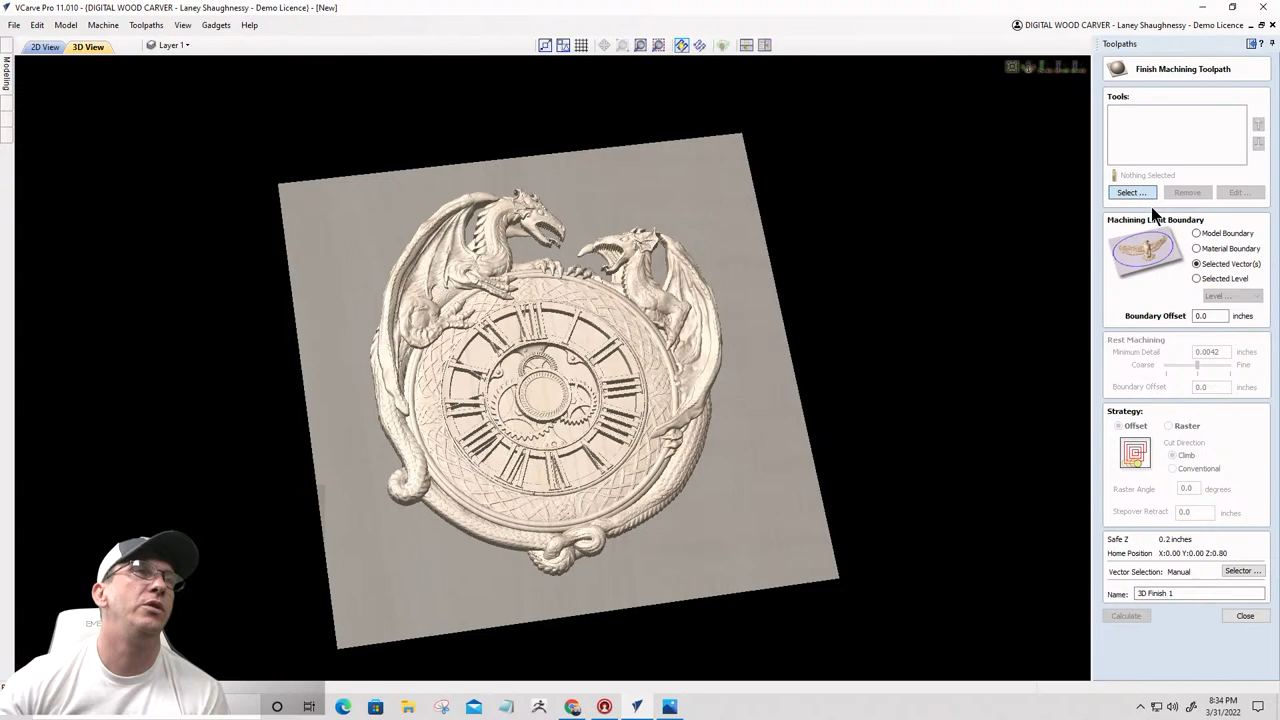 VCarve Pro 11.010 - {DIGITAL WOOD CARVER - Laney Shaughnessy - Demo Licence} - [New]
File Edit Model Machine Toolpaths View Gadgets Help
DIGITAL WOOD CARVER - Laney Shaughnessy - Demo Licence
2D View 3D View Layer 1
Toolpaths
Modeling
Finish Machining Toolpath
Tools:
Nothing Selected
Select ... Remove Edit ...
Machining Limit Boundary
Model Boundary
Material Boundary
Selected Vector(s)
Selected Level
Level ...
Boundary Offset 0.0 inches
Rest Machining
Minimum Detail 0.0042 inches
Coarse Fine
Boundary Offset 0.0 inches
Strategy:
Offset Raster
Cut Direction
Climb
Conventional
Raster Angle 0.0 degrees
Stepover Retract 0.0 inches
Safe Z 0.2 inches
Home Position X:0.00 Y:0.00 Z:0.80
Vector Selection: Manual Selector ...
Name: 3D Finish 1
Calculate Close
8:34 PM
3/31/2022